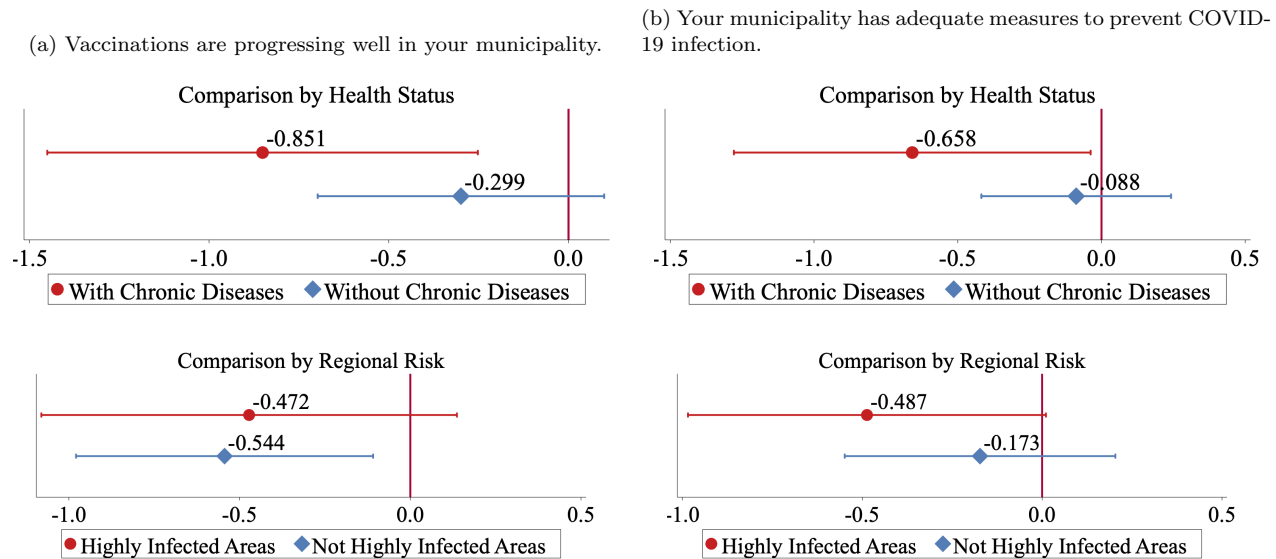 (a) Vaccinations are progressing well in your municipality.
Comparison by Health Status
-0.851
-0.299
-1.5 -1.0 -0.5 0.0
With Chronic Diseases Without Chronic Diseases
Comparison by Regional Risk
-0.472
-0.544
-1.0 -0.5 0.0 0.5
Highly Infected Areas Not Highly Infected Areas
(b) Your municipality has adequate measures to prevent COVID-
19 infection.
Comparison by Health Status
-0.658
-0.088
-1.5 -1.0 -0.5 0.0 0.5
With Chronic Diseases Without Chronic Diseases
Comparison by Regional Risk
-0.487
-0.173
-1.0 -0.5 0.0 0.5
Highly Infected Areas Not Highly Infected Areas